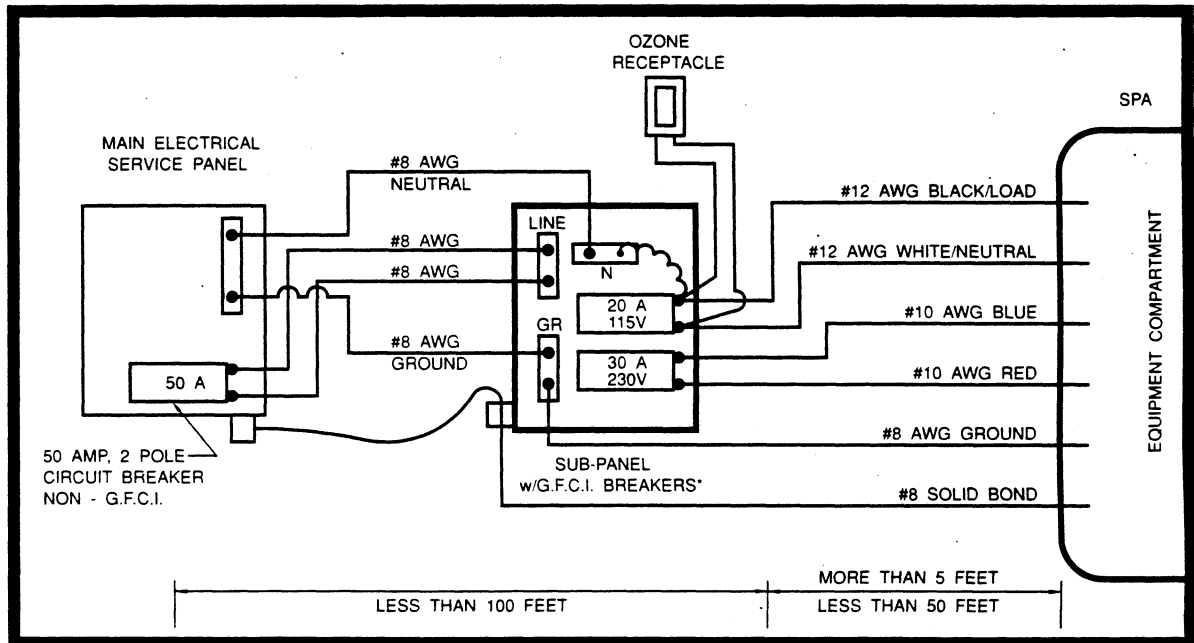 OZONE
RECEPTACLE
SPA
MAIN ELECTRICAL
SERVICE PANEL
#8 AWG
NEUTRAL
#8 AWG
#8 AWG
#8 AWG
GROUND
50 A
50 AMP, 2 POLE
CIRCUIT BREAKER
NON - G.F.C.I.
LINE
N
20 A
115V
GR
30 A
230V
SUB-PANEL
w/G.F.C.I. BREAKERS*
#12 AWG BLACK/LOAD
#12 AWG WHITE/NEUTRAL
#10 AWG BLUE
#10 AWG RED
#8 AWG GROUND
#8 SOLID BOND
EQUIPMENT COMPARTMENT
LESS THAN 100 FEET
MORE THAN 5 FEET
LESS THAN 50 FEET